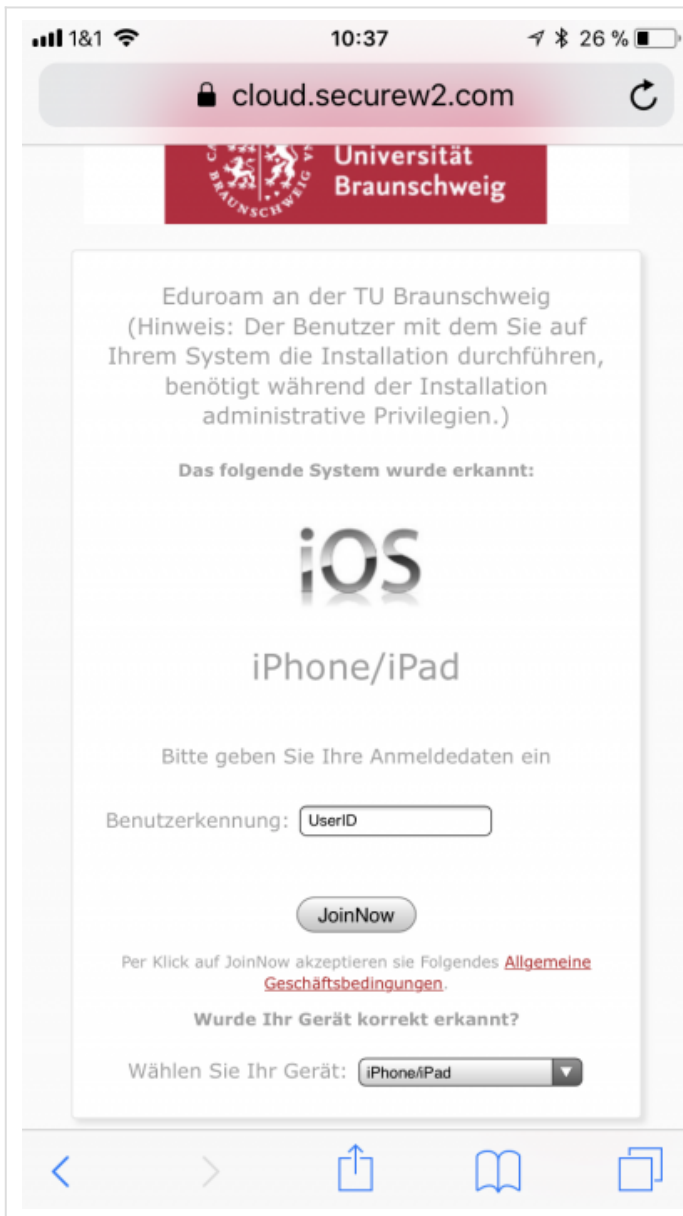 1&1 10:37 26 %
cloud.securew2.com
Universität
Braunschweig
BRAUNSCHWEIG
Eduroam an der TU Braunschweig
(Hinweis: Der Benutzer mit dem Sie auf
Ihrem System die Installation durchführen,
benötigt während der Installation
administrative Privilegien.)
Das folgende System wurde erkannt:
iOS
iPhone/iPad
Bitte geben Sie Ihre Anmeldedaten ein
Benutzerkennung: UserID
JoinNow
Per Klick auf JoinNow akzeptieren sie Folgendes Allgemeine
Geschäftsbedingungen.
Wurde Ihr Gerät korrekt erkannt?
Wählen Sie Ihr Gerät: iPhone/iPad